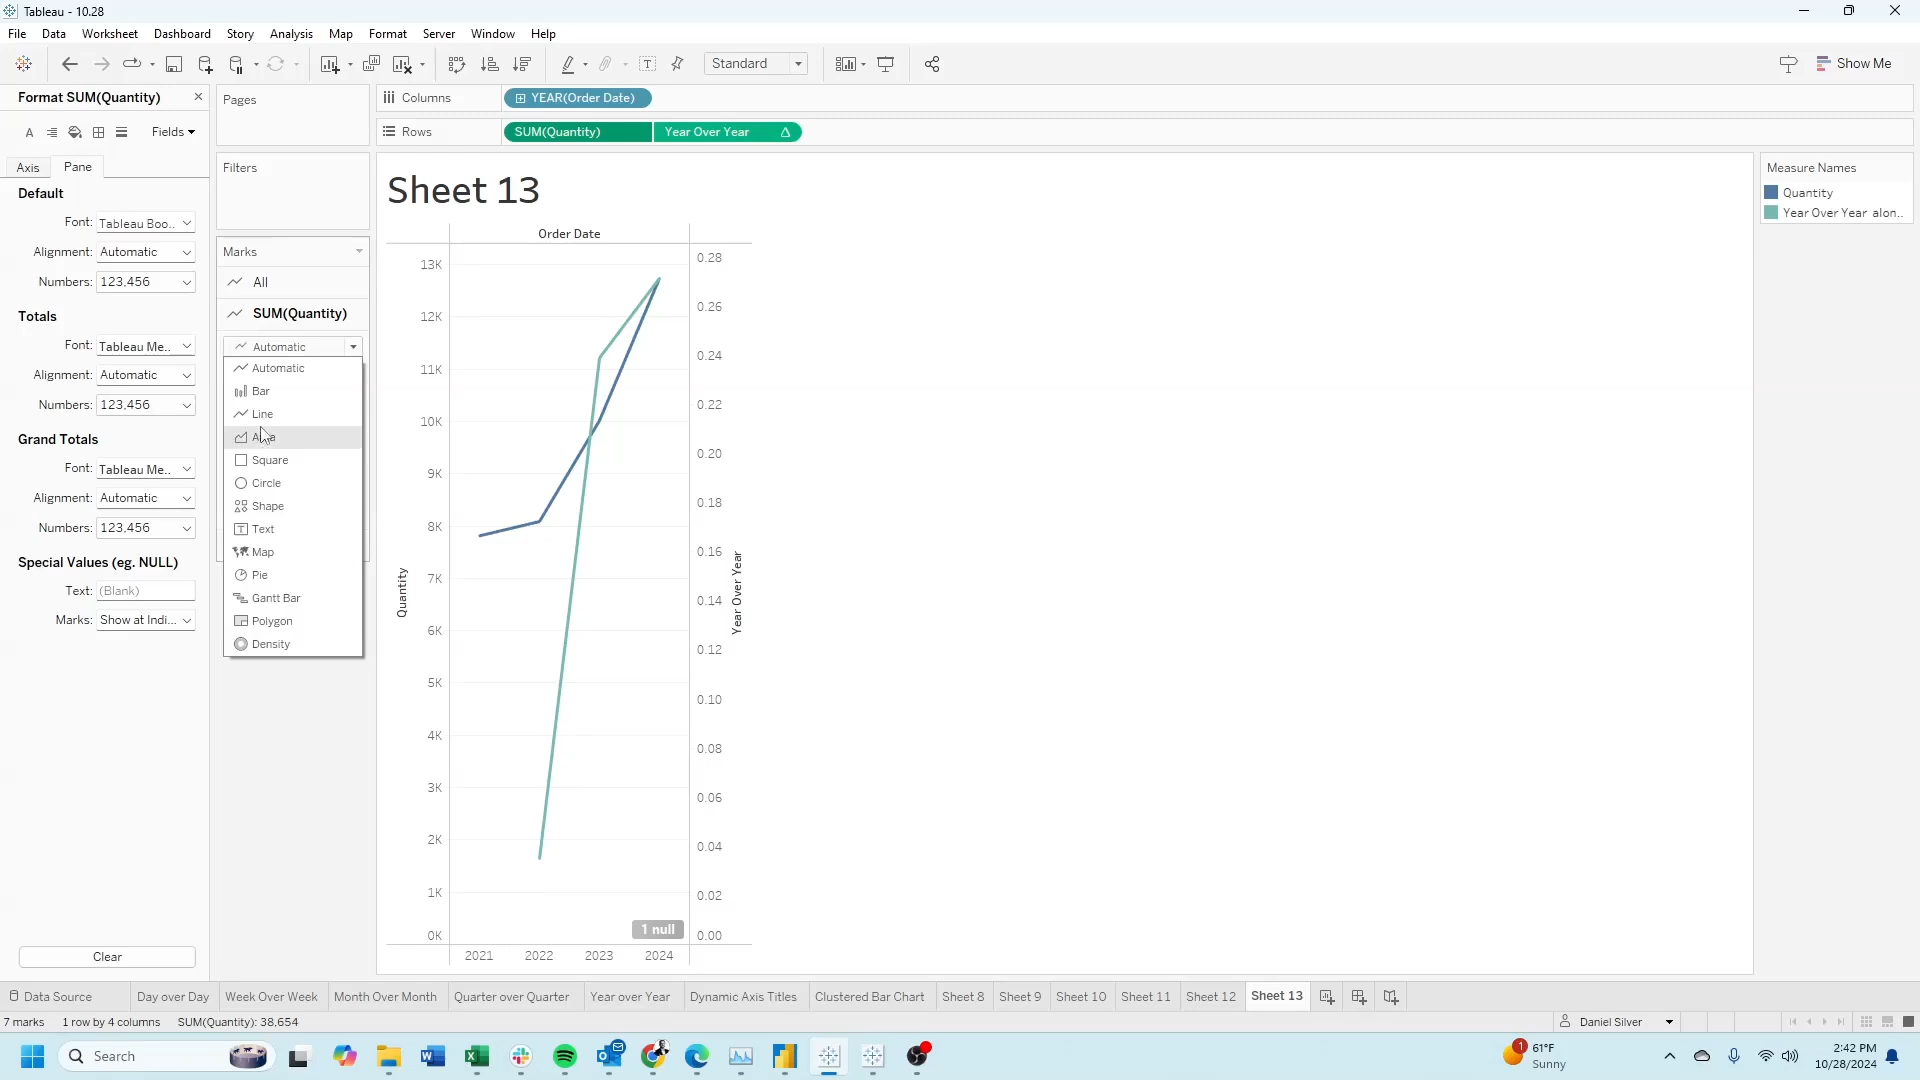 Tableau - 10.28
File Data Worksheet Dashboard Story Analysis Map Format Server Window Help
Standard
Show Me
Format SUM(Quantity)
Fields
Axis Pane
Default
Font: Tableau Boo..
Alignment: Automatic
Numbers: 123,456
Totals
Font: Tableau Me..
Alignment: Automatic
Numbers: 123,456
Grand Totals
Font: Tableau Me..
Alignment: Automatic
Numbers: 123,456
Special Values (eg. NULL)
Text: (Blank)
Marks: Show at Indi...
Clear
Pages
Filters
Marks
All
SUM(Quantity)
Automatic
Automatic
Bar
Line
Square
Circle
Shape
Text
Map
Pie
Gantt Bar
Polygon
Density
Columns YEAR(Order Date)
Rows SUM(Quantity) Year Over Year
Sheet 13
Order Date
13K
12K
11K
10K
9K
8K
7K
6K
5K
4K
3K
2K
1K
0K
Quantity
0.28
0.26
0.24
0.22
0.20
0.18
0.16
0.14
0.12
0.10
0.08
0.06
0.04
0.02
0.00
Year Over Year
1 null
2021 2022 2023 2024
Measure Names
Quantity
Year Over Year alon..
Data Source Day over Day Week Over Week Month Over Month Quarter over Quarter Year over Year Dynamic Axis Titles Clustered Bar Chart Sheet 8 Sheet 9 Sheet 10 Sheet 11 Sheet 12 Sheet 13
7 marks 1 row by 4 columns SUM(Quantity): 38,654
Daniel Silver
Search
1
61°F
Sunny
2:42 PM
10/28/2024